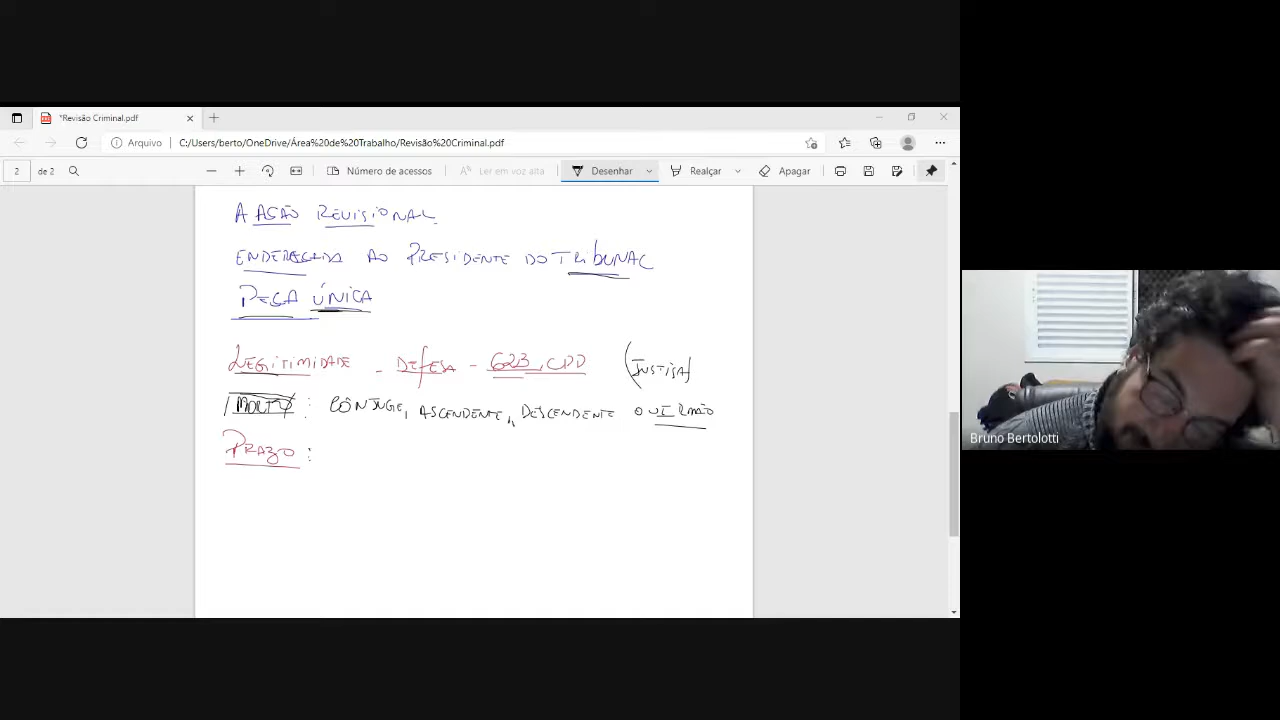 *Revisão Criminal.pdf
Arquivo C:/Users/berto/OneDrive/Área%20de%20Trabalho/Revisão%20Criminal.pdf
2 de 2 Número de acessos Ler em voz alta Desenhar Realçar Apagar
A AÇÃO REVISIONAL
ENDEREÇADA AO PRESIDENTE DO TRIBUNAL
PEÇA ÚNICA
LEGITIMIDADE - DEFESA - 623, CPP (JUSTIÇA)
MORTO : CÔNJUGE, ASCENDENTE, DESCENDENTE OU IRMÃO
PRAZO :
Bruno Bertolotti